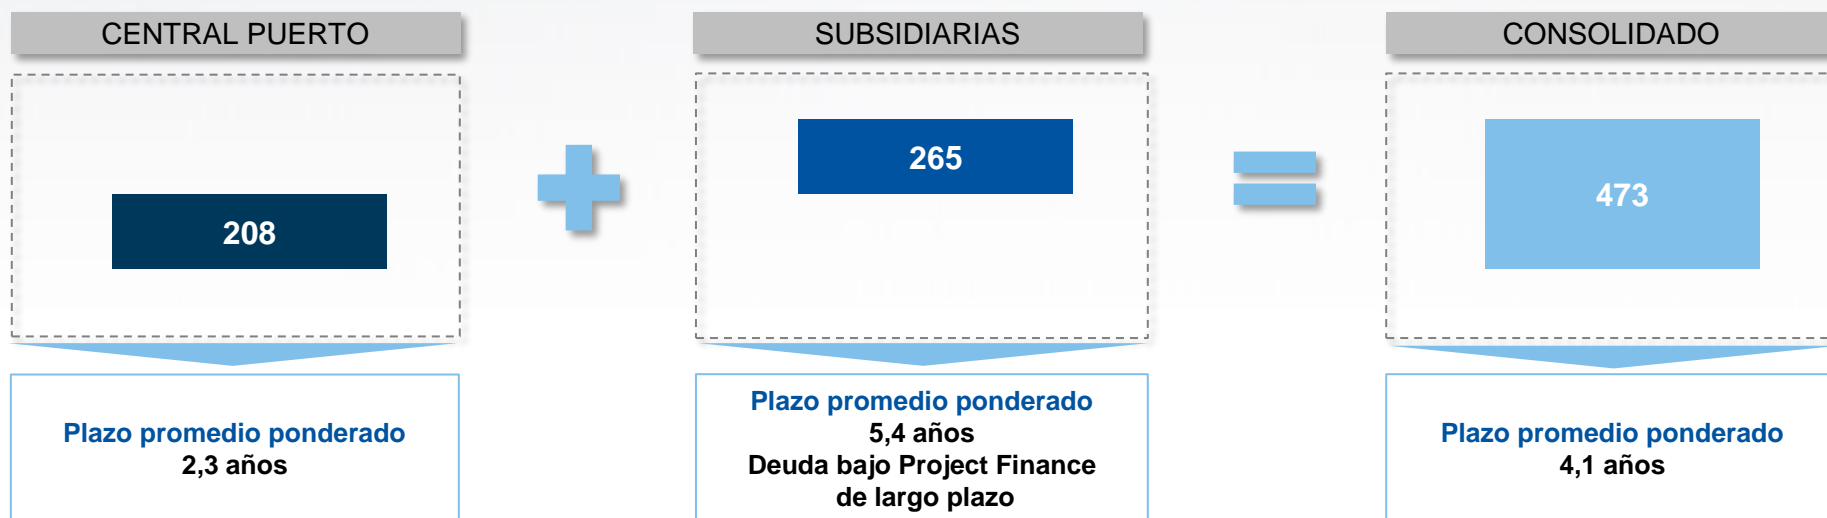 CENTRAL PUERTO
208
Plazo promedio ponderado
2,3 años
SUBSIDIARIAS
265
Plazo promedio ponderado
5,4 años
Deuda bajo Project Finance
de largo plazo
CONSOLIDADO
473
Plazo promedio ponderado
4,1 años